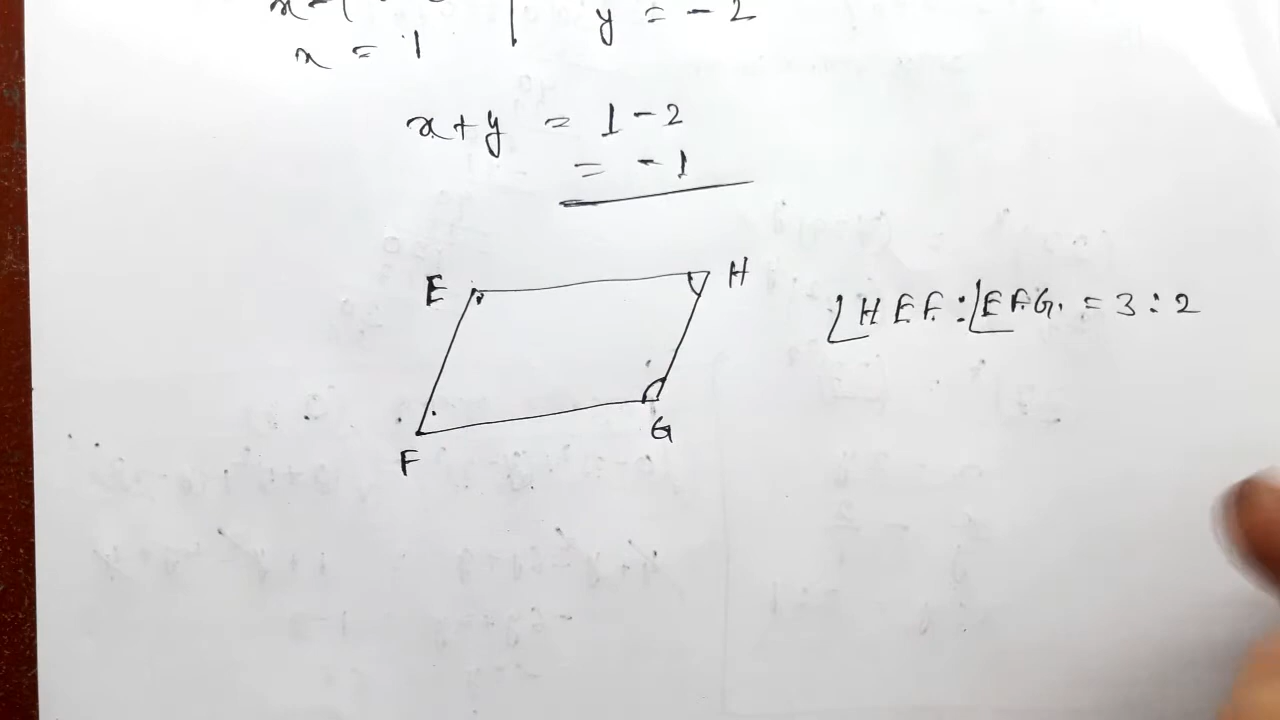 x = 1 | y = - 2
x + y = 1 - 2
= - 1
E H
∠HEF : ∠EFG. = 3 : 2
G
F